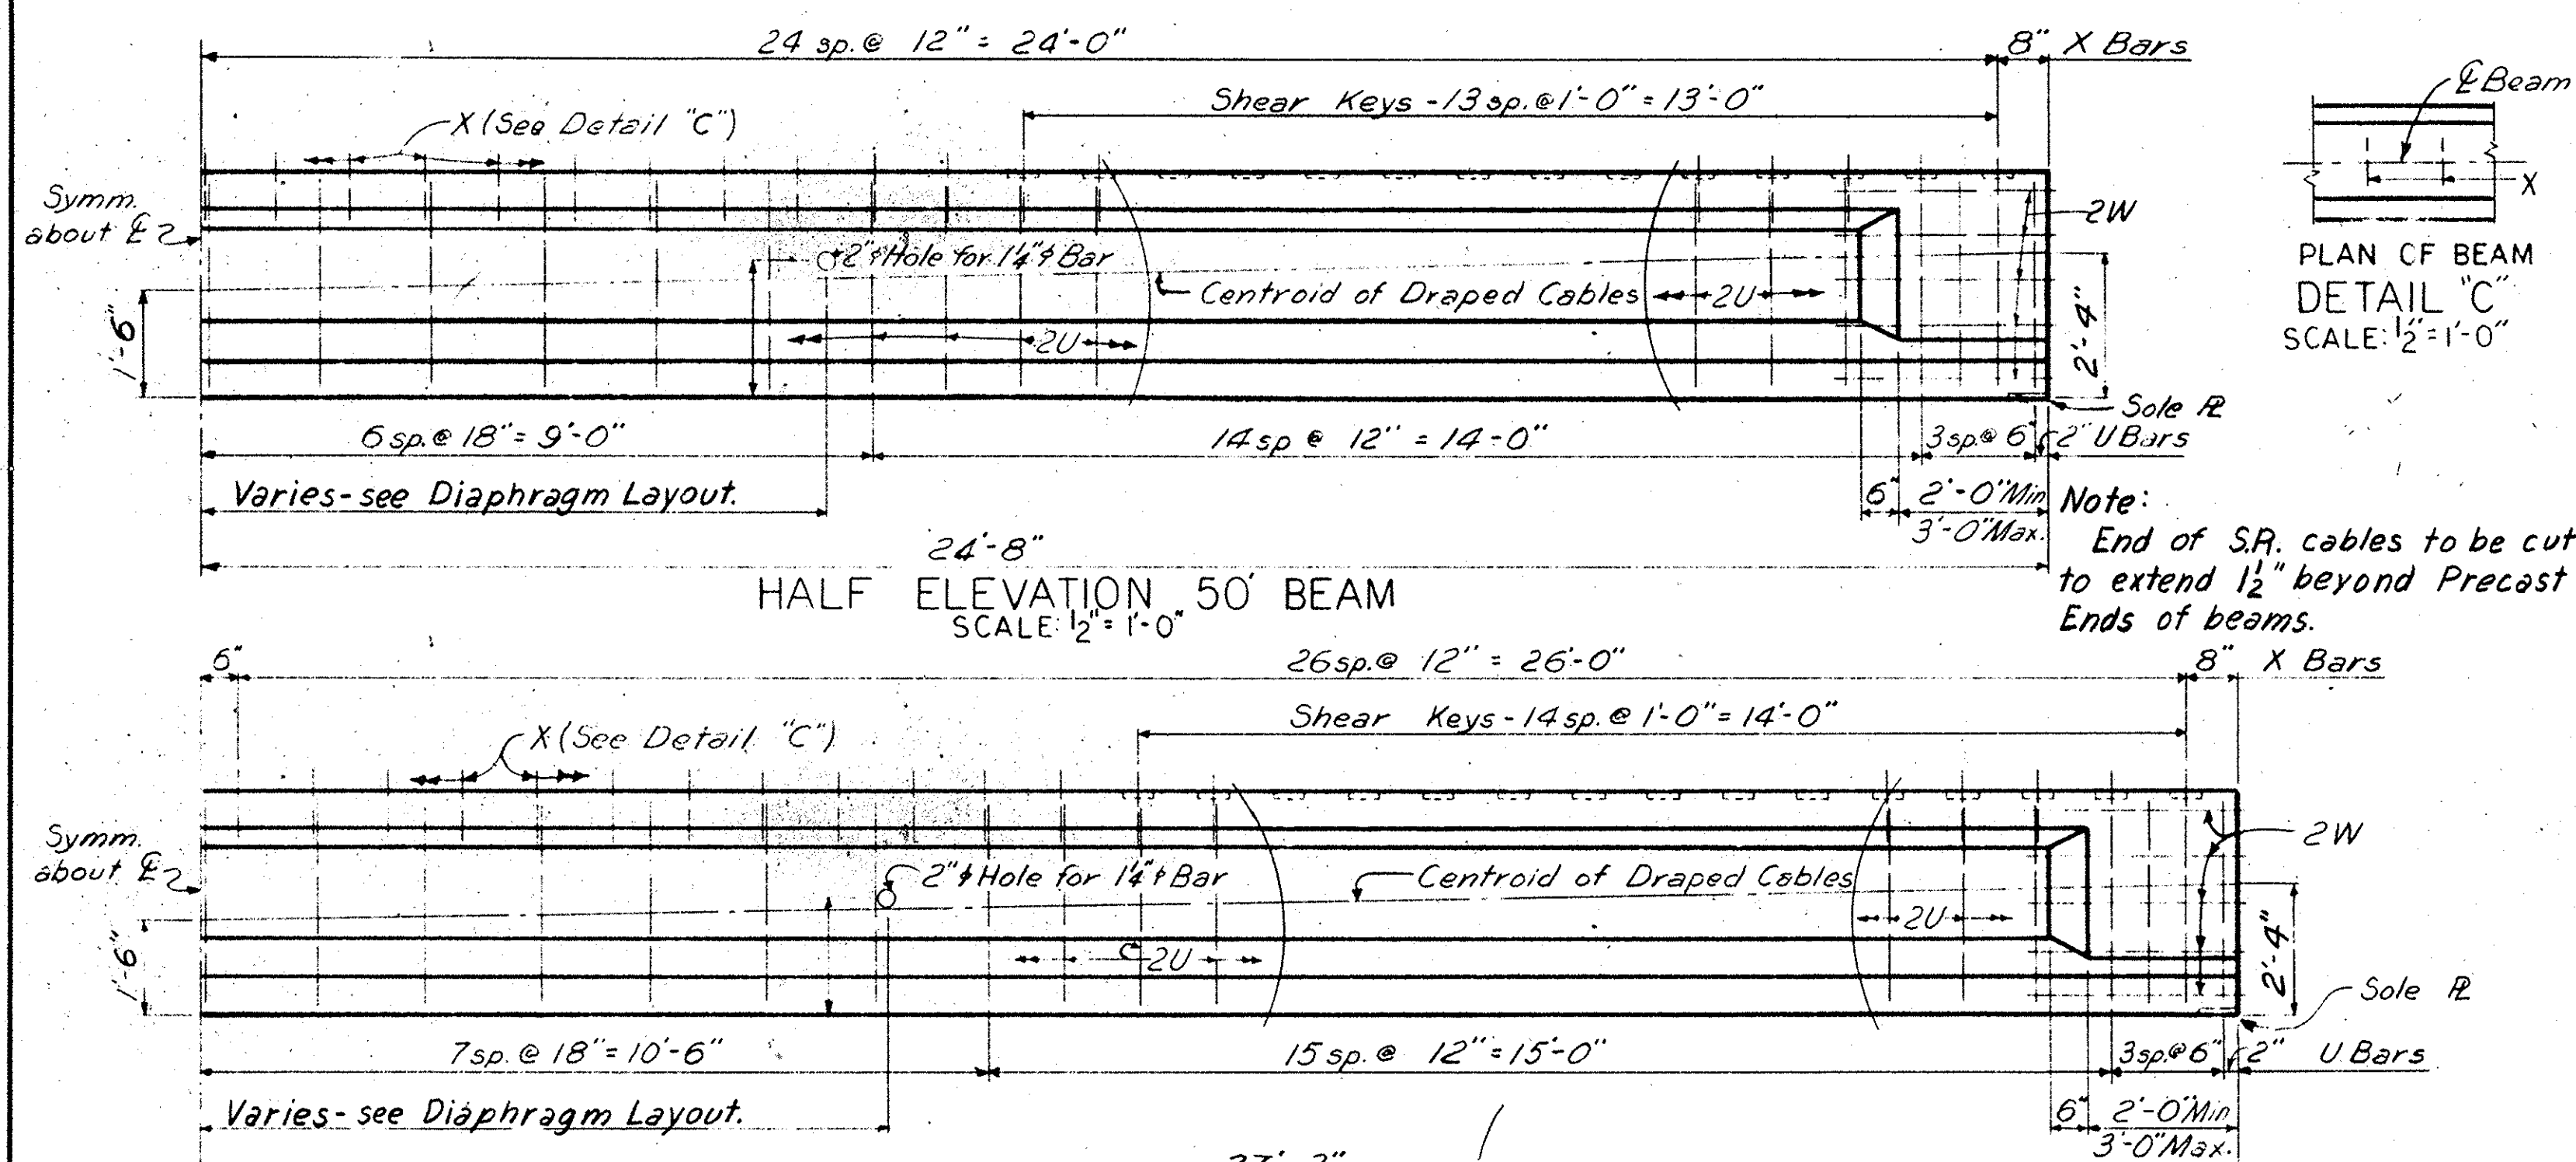 24 sp. @ 12" = 24'-0"
8" X Bars
Shear Keys - 13 sp. @ 1'-0" = 13'-0"
X (See Detail "C")
℄ Beam
X
Symm.
about ℄
2W
2"ϕ Hole for 1¼"ϕ Bar
PLAN OF BEAM
DETAIL "C"
SCALE: ½" = 1'-0"
Centroid of Draped Cables
2U
1'-6"
2U
2'-4"
Sole ℞
6 sp. @ 18" = 9'-0"
14 sp @ 12" = 14-0"
3 sp. @ 6"
2" U Bars
Varies - see Diaphragm Layout.
6"
2'-0" Min
3'-0" Max.
Note:
End of S.R. cables to be cut
to extend 1½" beyond Precast
Ends of beams.
24'-8"
HALF ELEVATION 50' BEAM
SCALE: ½" = 1'-0"
6"
26 sp. @ 12" = 26'-0"
8" X Bars
Shear Keys - 14 sp. @ 1'-0" = 14'-0"
X (See Detail "C")
Symm.
about ℄
2W
2"ϕ Hole for 1¼"ϕ Bar
Centroid of Draped Cables
2U
2U
1'-6"
2'-4"
Sole ℞
7 sp. @ 18" = 10'-6"
15 sp. @ 12" = 15'-0"
3 sp. @ 6"
2" U Bars
Varies - see Diaphragm Layout.
6"
2'-0" Min
3'-0" Max.